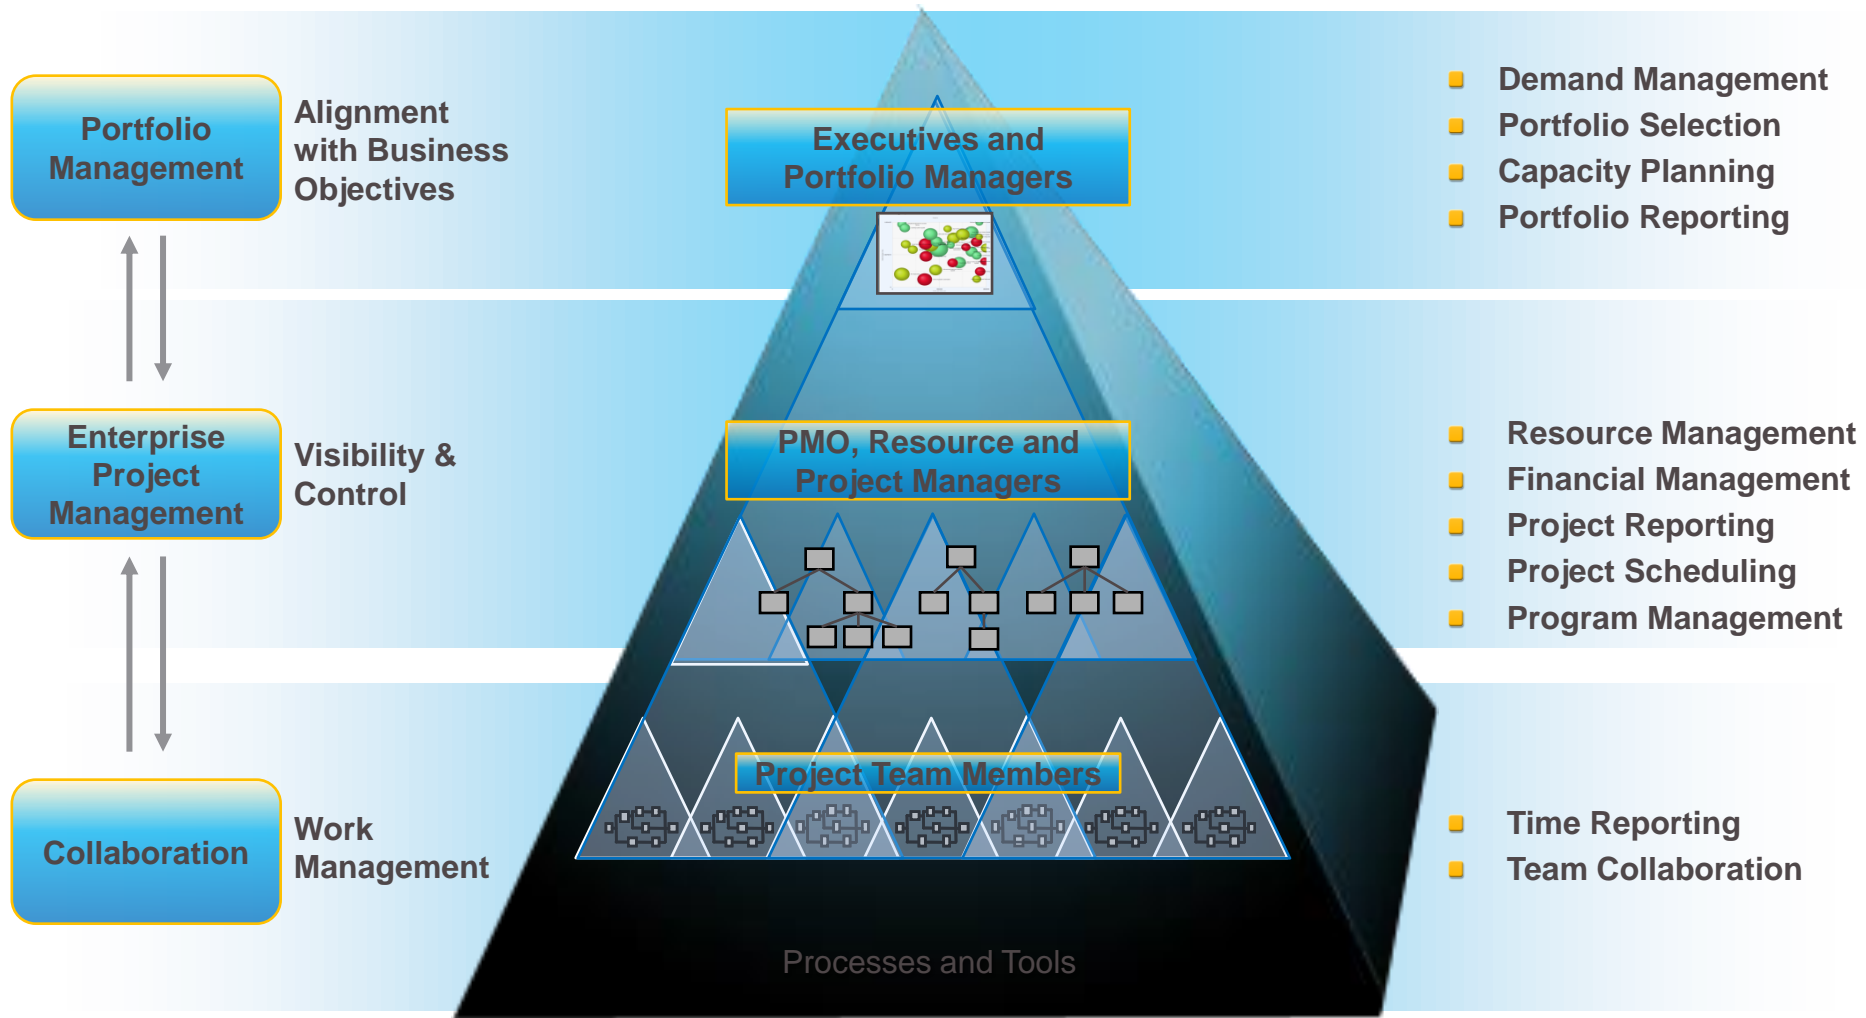 Portfolio
Management
Alignment
with Business
Objectives
Executives and
Portfolio Managers
Demand Management
Portfolio Selection
Capacity Planning
Portfolio Reporting
Enterprise
Project
Management
Visibility &
Control
PMO, Resource and
Project Managers
Resource Management
Financial Management
Project Reporting
Project Scheduling
Program Management
Collaboration
Work
Management
Project Team Members
Time Reporting
Team Collaboration
Processes and Tools